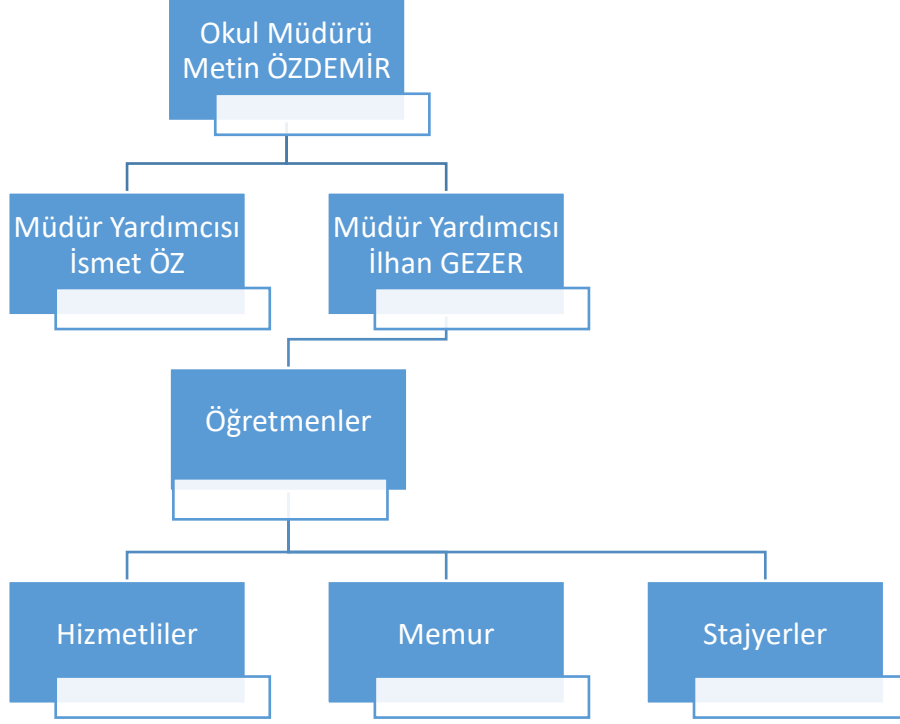 Okul Müdürü
Metin ÖZDEMİR
Müdür Yardımcısı
İsmet ÖZ
Müdür Yardımcısı
İlhan GEZER
Öğretmenler
Hizmetliler
Memur
Stajyerler